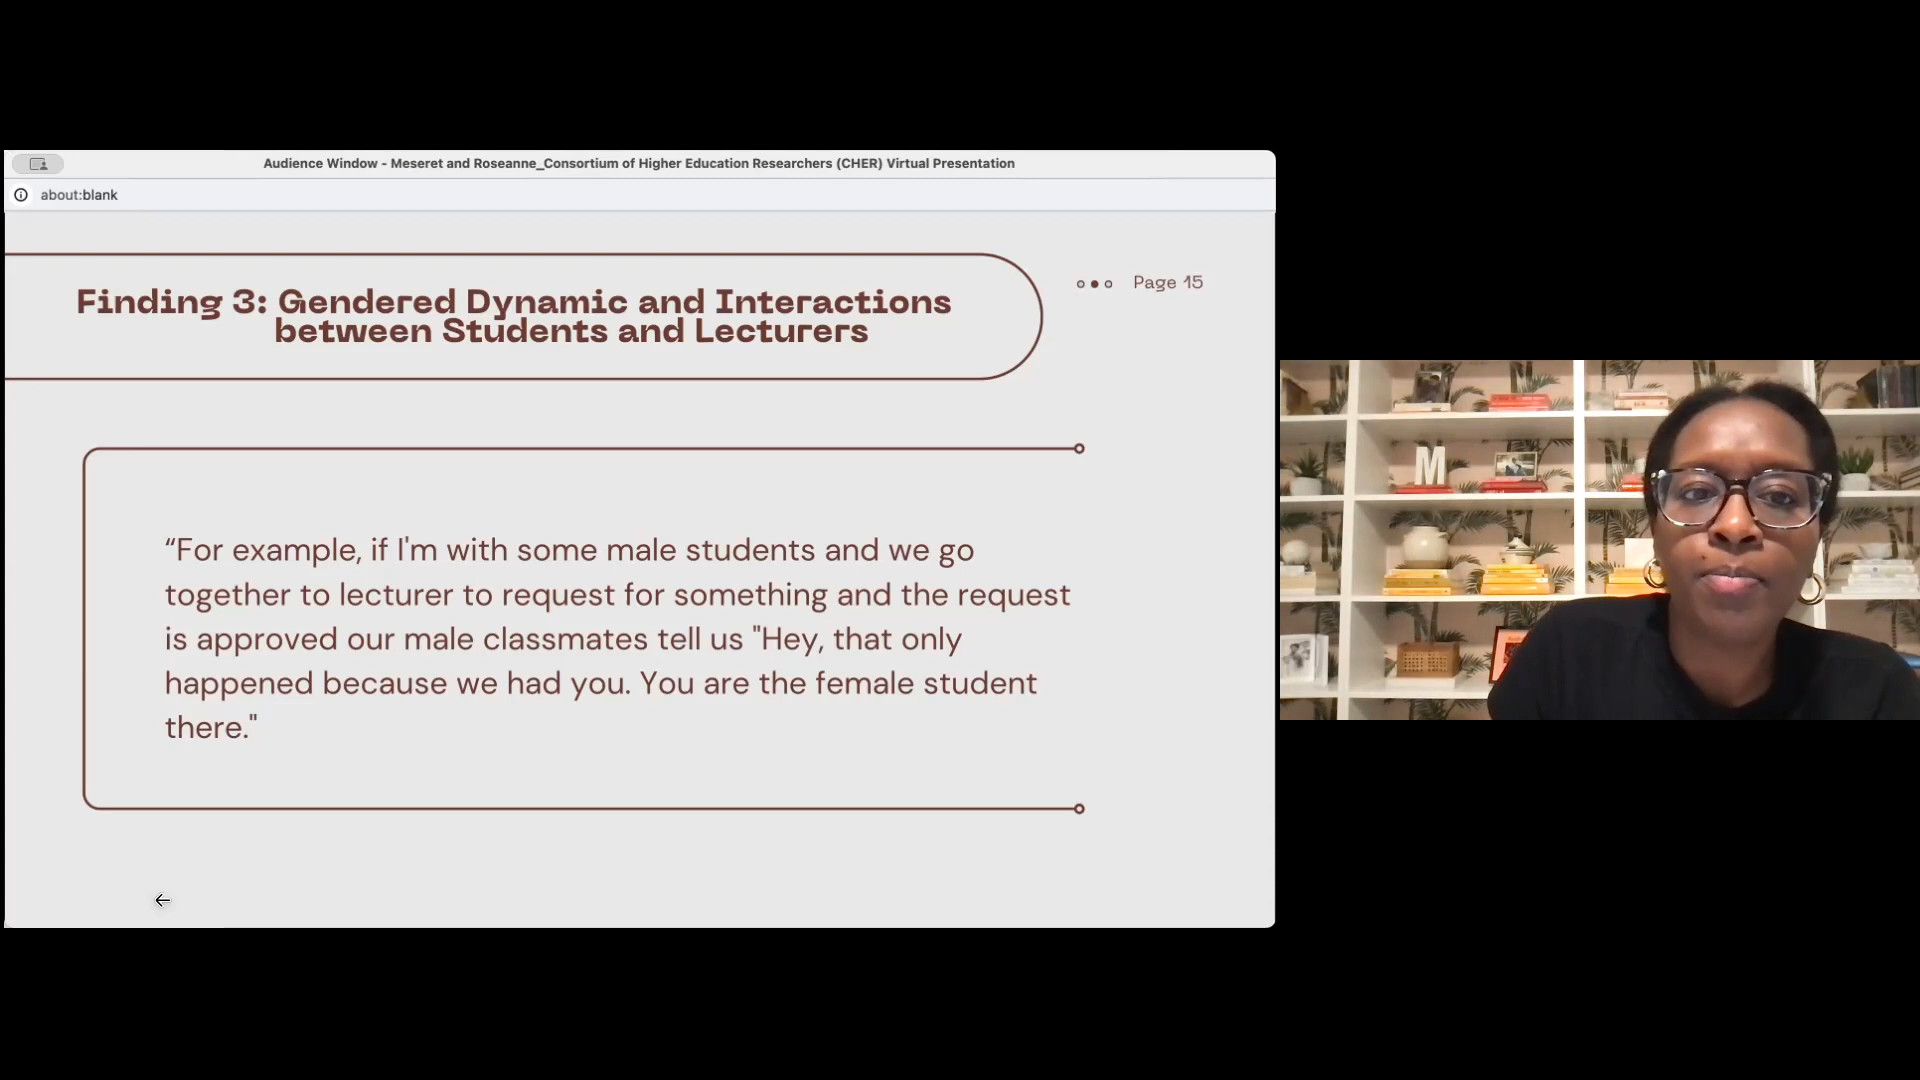 Audience Window - Meseret and Roseanne_Consortium of Higher Education Researchers (CHER) Virtual Presentation
about:blank
Finding 3: Gendered Dynamic and Interactions
between Students and Lecturers
Page 15
“For example, if I'm with some male students and we go
together to lecturer to request for something and the request
is approved our male classmates tell us "Hey, that only
happened because we had you. You are the female student
there."
M